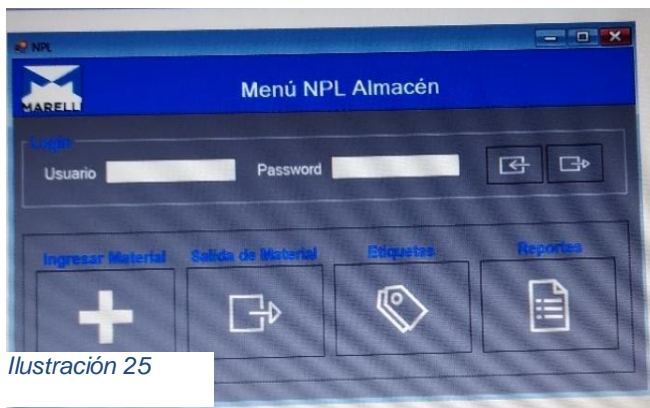 NPL
MARELLI
Menú NPL Almacén
Login
Usuario
Password
Ingresar Material
Salida de Material
Etiquetas
Reportes
Ilustración 25